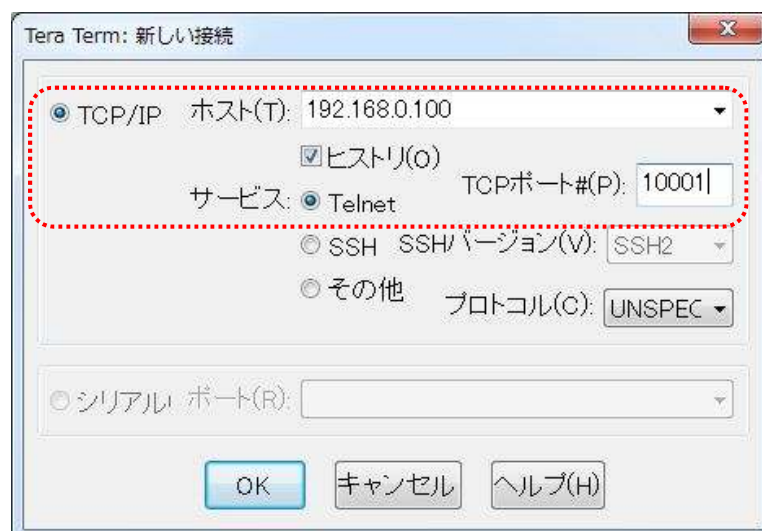 Tera Term: 新しい接続
TCP/IP ホスト(T): 192.168.0.100
ヒストリ(O)
サービス: Telnet TCPポート#(P): 10001
SSH SSHバージョン(V): SSH2
その他 プロトコル(C): UNSPEC
シリアル ポート(R):
OK キャンセル ヘルプ(H)